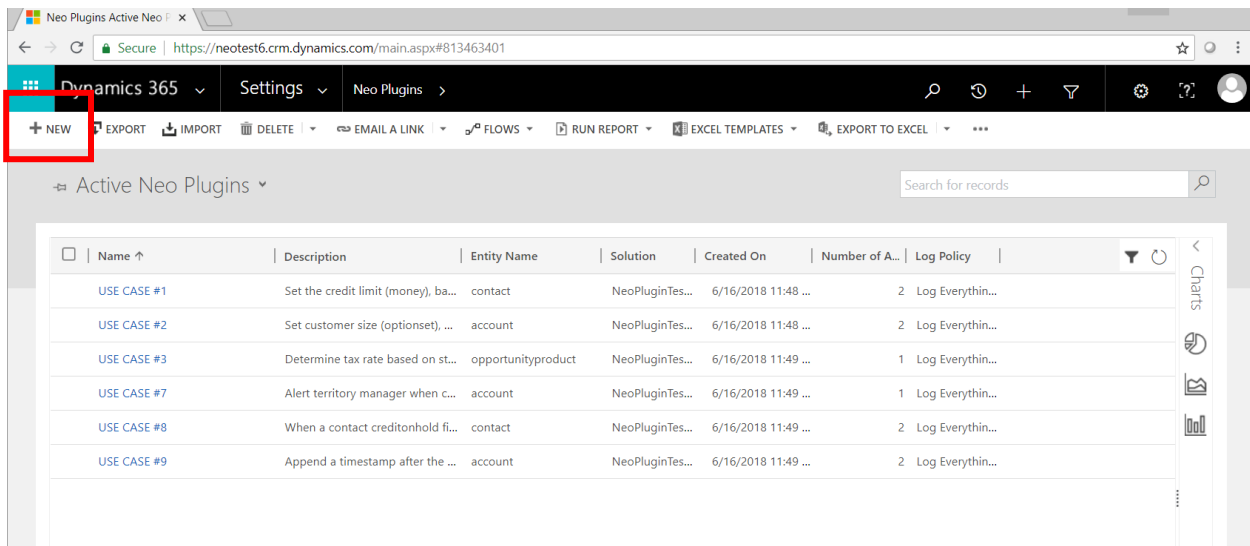 Neo Plugins Active Neo P
Secure | https://neotest6.crm.dynamics.com/main.aspx#813463401
Dynamics 365 Settings Neo Plugins
NEW EXPORT IMPORT DELETE EMAIL A LINK FLOWS RUN REPORT EXCEL TEMPLATES EXPORT TO EXCEL
Active Neo Plugins
Search for records
Name Description Entity Name Solution Created On Number of A... Log Policy
USE CASE #1 Set the credit limit (money), ba... contact NeoPluginTes... 6/16/2018 11:48 ... 2 Log Everythin...
USE CASE #2 Set customer size (optionset), ... account NeoPluginTes... 6/16/2018 11:48 ... 2 Log Everythin...
USE CASE #3 Determine tax rate based on st... opportunityproduct NeoPluginTes... 6/16/2018 11:49 ... 1 Log Everythin...
USE CASE #7 Alert territory manager when c... account NeoPluginTes... 6/16/2018 11:49 ... 1 Log Everythin...
USE CASE #8 When a contact creditonhold fi... contact NeoPluginTes... 6/16/2018 11:49 ... 2 Log Everythin...
USE CASE #9 Append a timestamp after the ... account NeoPluginTes... 6/16/2018 11:49 ... 2 Log Everythin...
Charts